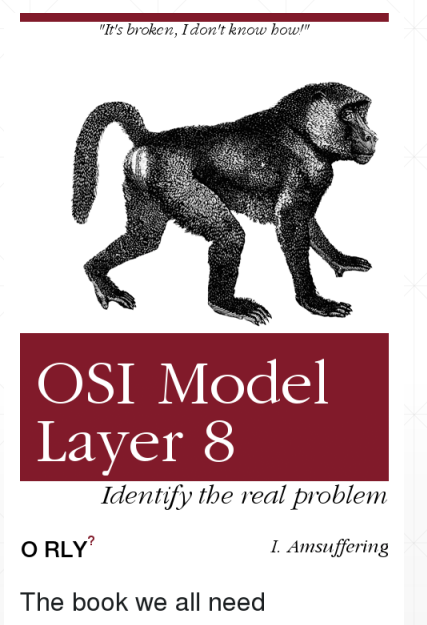 "It's broken, I don't know how!"
OSI Model
Layer 8
Identify the real problem
O RLY?
I. Amsuffering
The book we all need